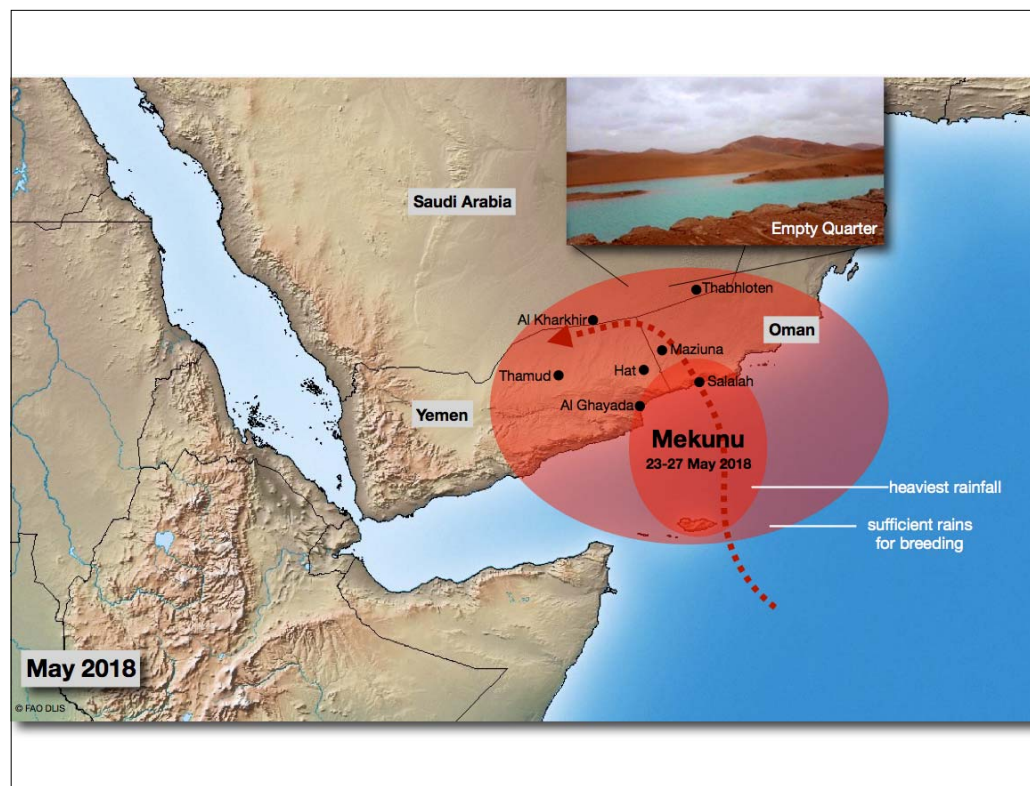 Saudi Arabia
Empty Quarter
Thabhloten
Al Kharkhir
Oman
Maziuna
Thamud
Hat
Salalah
Al Ghayada
Yemen
Mekunu
23-27 May 2018
heaviest rainfall
sufficient rains
for breeding
May 2018
© FAO DLIS